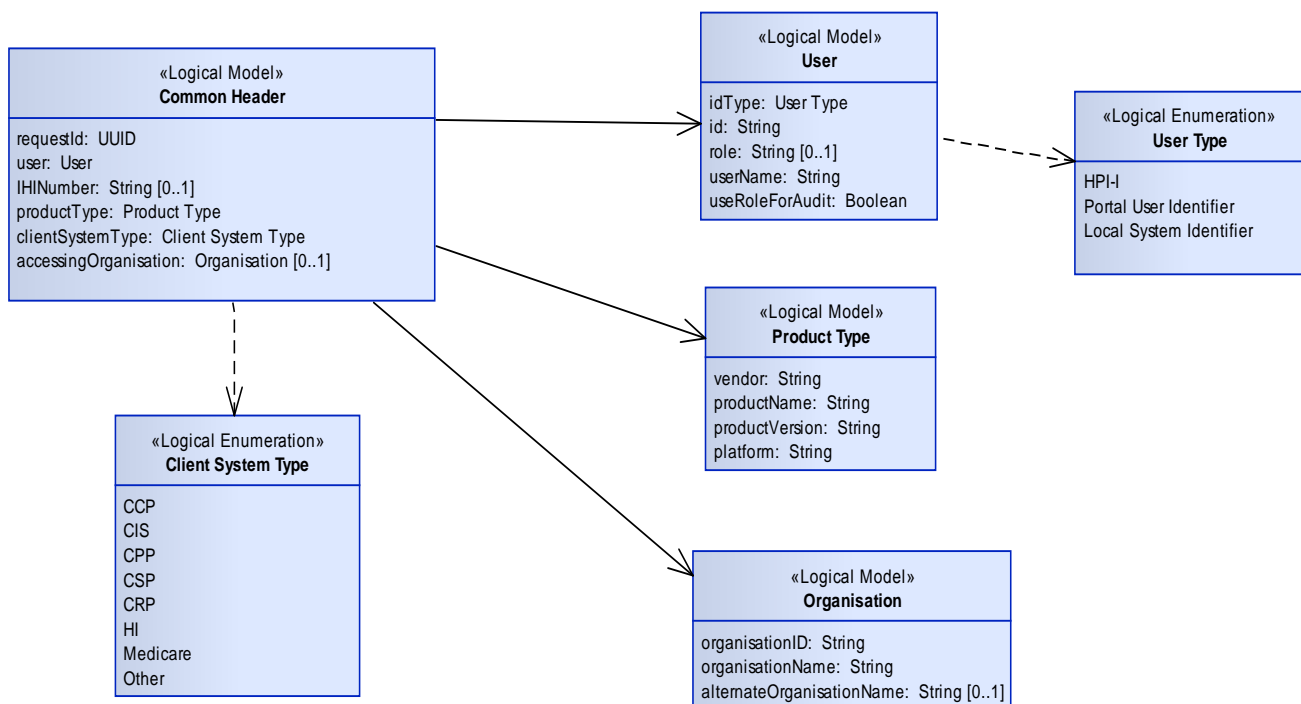 «Logical Model»
Common Header
requestId: UUID
user: User
IHINumber: String [0..1]
productType: Product Type
clientSystemType: Client System Type
accessingOrganisation: Organisation [0..1]
«Logical Model»
User
idType: User Type
id: String
role: String [0..1]
userName: String
useRoleForAudit: Boolean
«Logical Enumeration»
User Type
HPI-I
Portal User Identifier
Local System Identifier
«Logical Model»
Product Type
vendor: String
productName: String
productVersion: String
platform: String
«Logical Enumeration»
Client System Type
CCP
CIS
CPP
CSP
CRP
HI
Medicare
Other
«Logical Model»
Organisation
organisationID: String
organisationName: String
alternateOrganisationName: String [0..1]